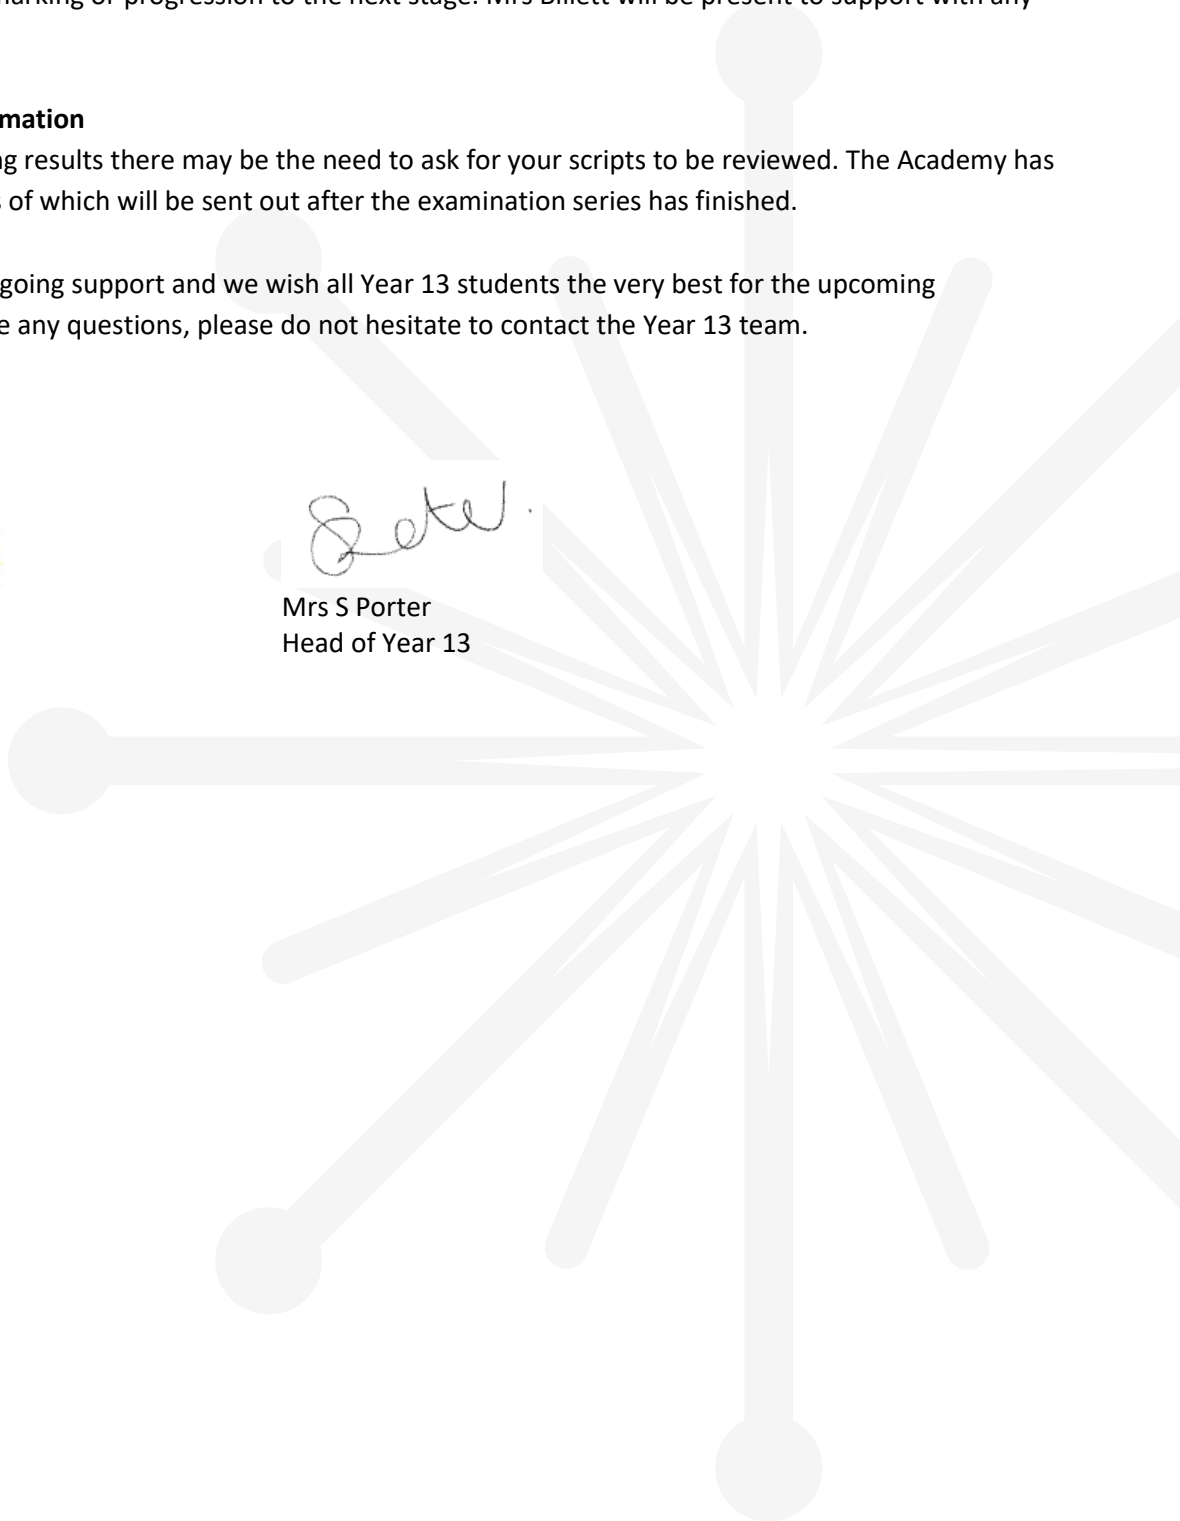 marking or progression to the next stage. Mrs Billett will be present to support with any
mation
ng results there may be the need to ask for your scripts to be reviewed. The Academy has
s of which will be sent out after the examination series has finished.
going support and we wish all Year 13 students the very best for the upcoming
e any questions, please do not hesitate to contact the Year 13 team.
Mrs S Porter
Head of Year 13